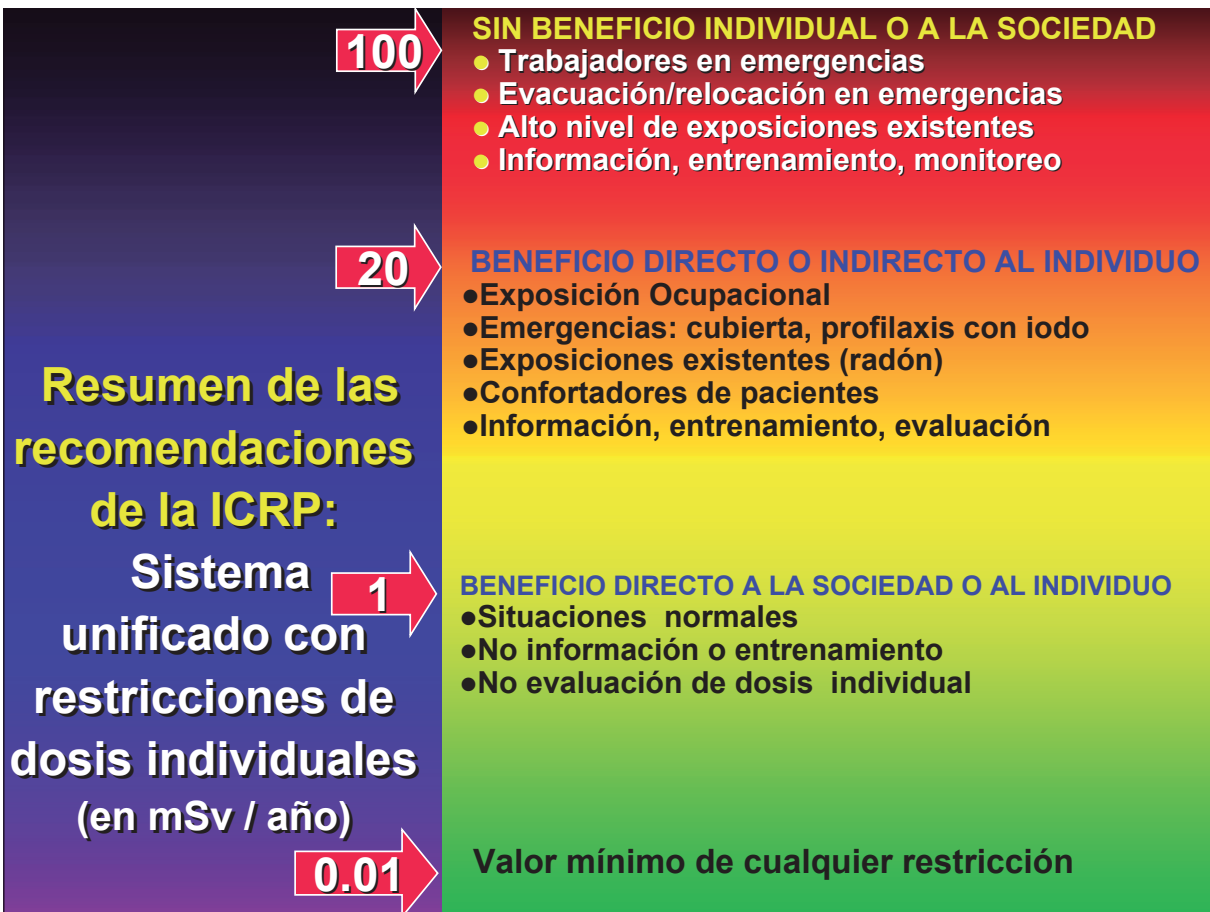 100
SIN BENEFICIO INDIVIDUAL O A LA SOCIEDAD
● Trabajadores en emergencias
● Evacuación/relocación en emergencias
● Alto nivel de exposiciones existentes
● Información, entrenamiento, monitoreo
20
BENEFICIO DIRECTO O INDIRECTO AL INDIVIDUO
●Exposición Ocupacional
●Emergencias: cubierta, profilaxis con iodo
●Exposiciones existentes (radón)
●Confortadores de pacientes
●Información, entrenamiento, evaluación
Resumen de las
recomendaciones
de la ICRP:
Sistema
unificado con
restricciones de
dosis individuales
(en mSv / año)
1
BENEFICIO DIRECTO A LA SOCIEDAD O AL INDIVIDUO
●Situaciones normales
●No información o entrenamiento
●No evaluación de dosis individual
0.01
Valor mínimo de cualquier restricción